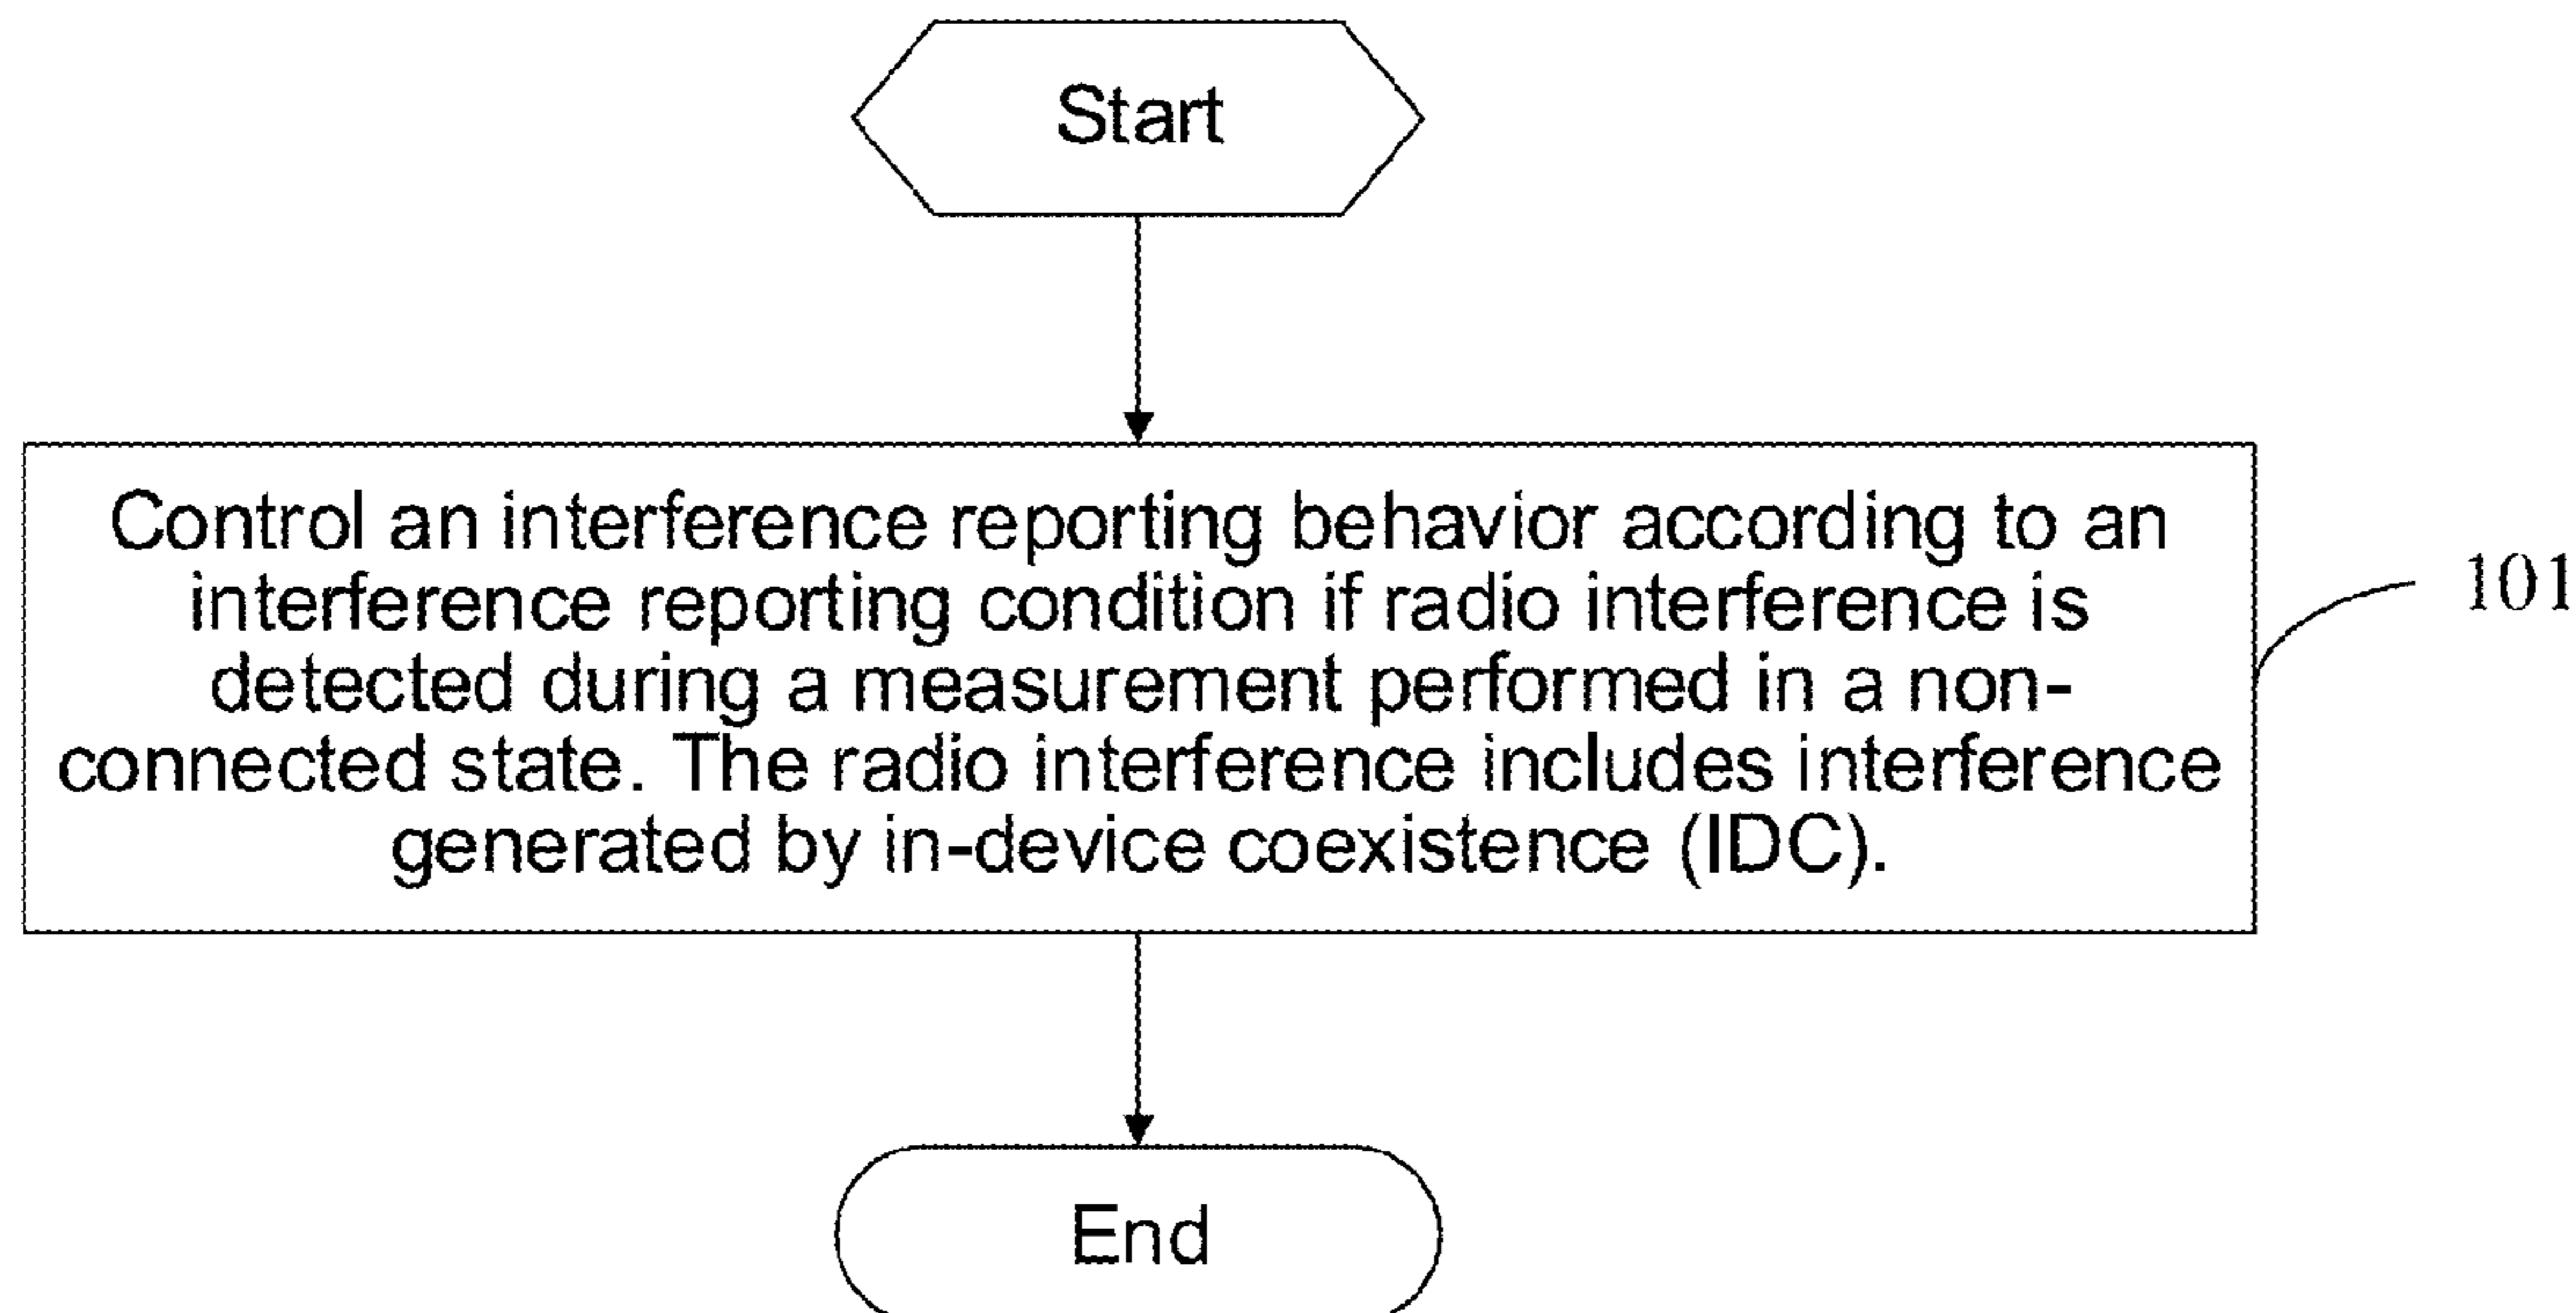 Start
Control an interference reporting behavior according to an
interference reporting condition if radio interference is
detected during a measurement performed in a non-
connected state. The radio interference includes interference
generated by in-device coexistence (IDC).
101
End